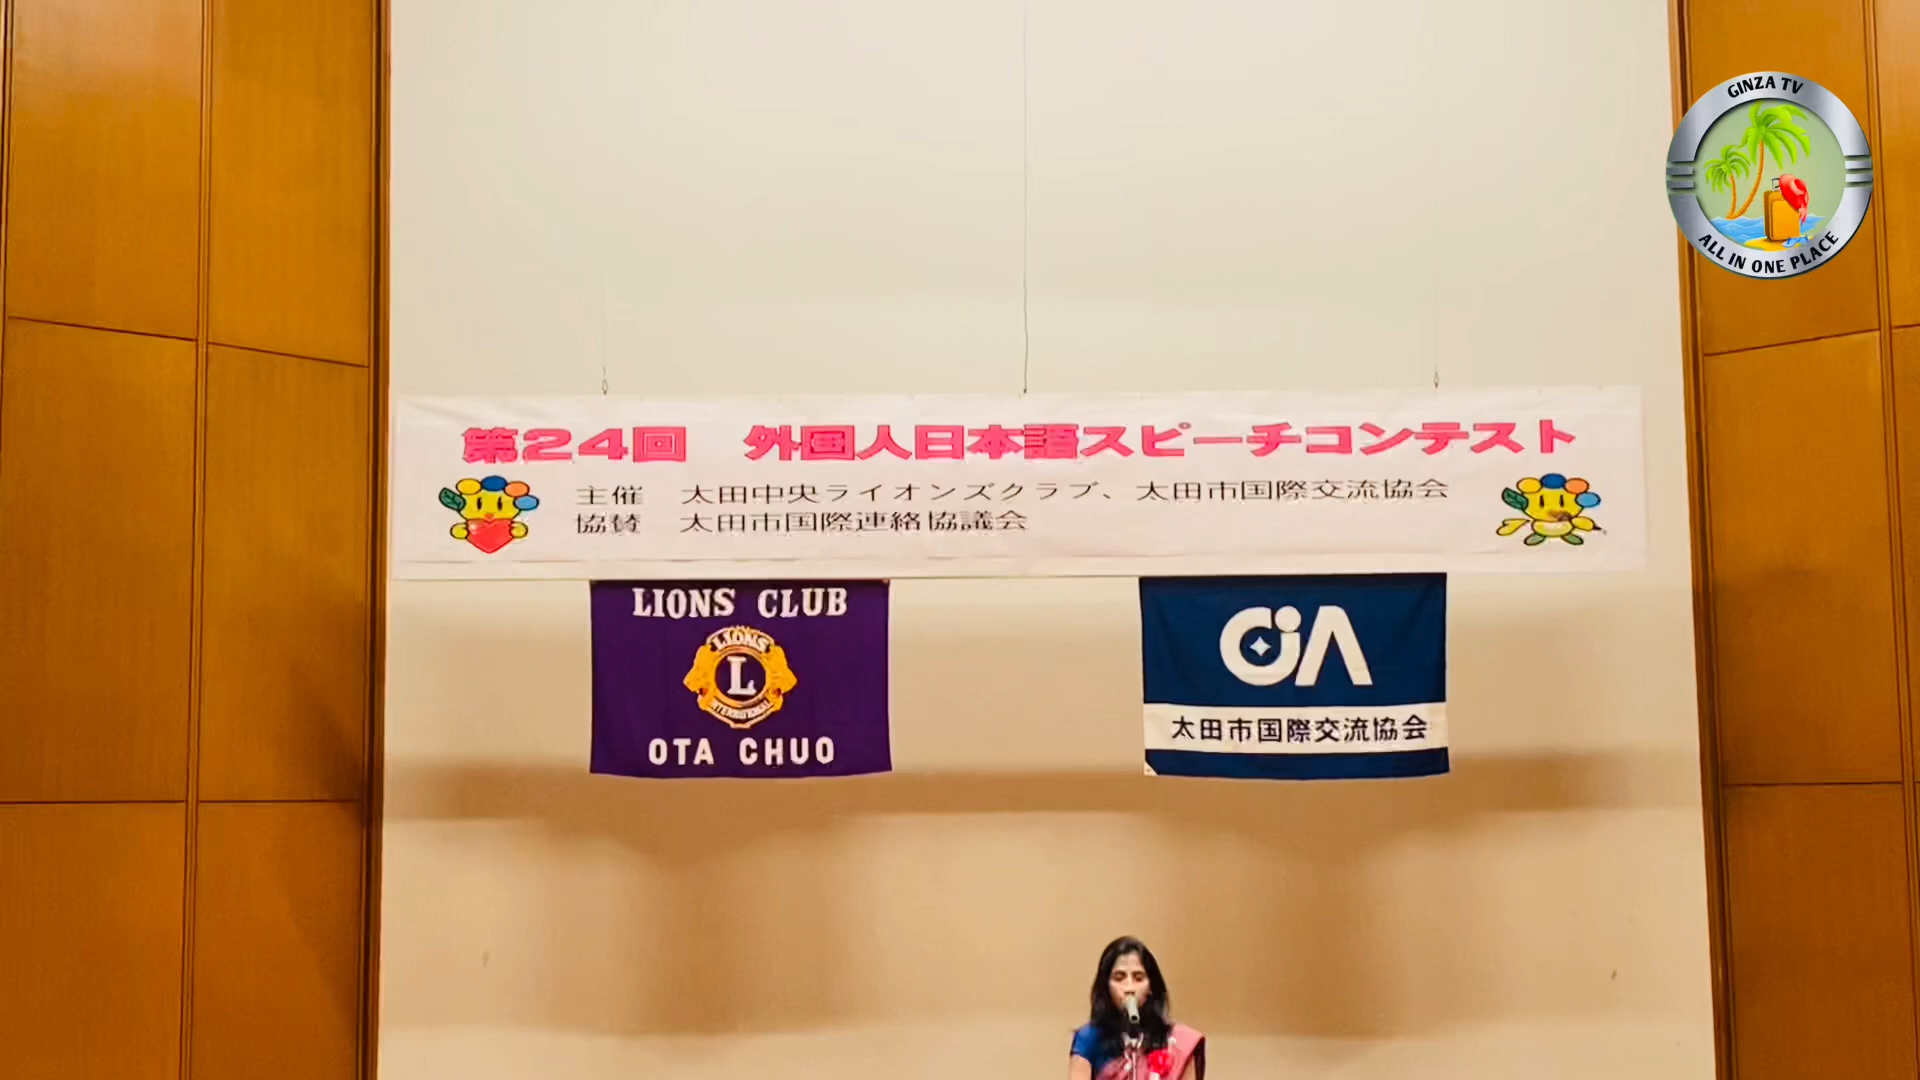 GINZA TV
ALL IN ONE PLACE
第24回 外国人日本語スピーチコンテスト
主催 太田中央ライオンズクラブ、太田市国際交流協会
協賛 太田市国際連絡協議会
LIONS CLUB
LIONS
L
INTERNATIONAL
OTA CHUO
OiA
太田市国際交流協会